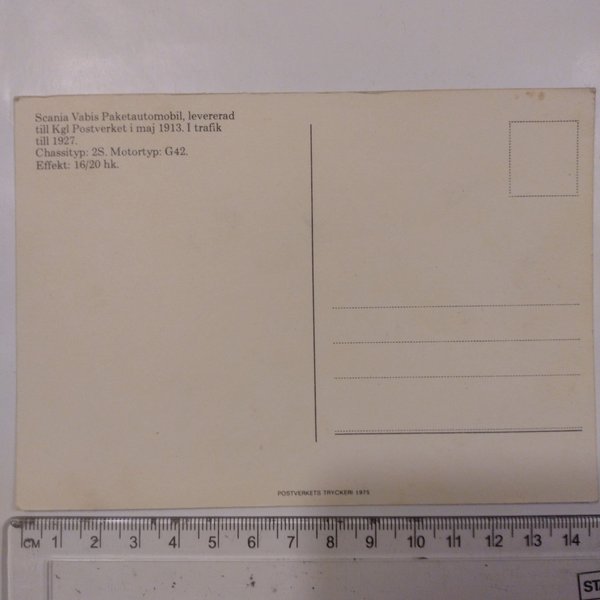 Scania Vabis Paketautomobil, levererad
till Kgl Postverket i maj 1913. I trafik
till 1927.
Chassityp: 2S. Motortyp: G42.
Effekt: 16/20 hk.
POSTVERKETS TRYCKERI 1975
CM 1 2 3 4 5 6 7 8 9 10 11 12 13 14